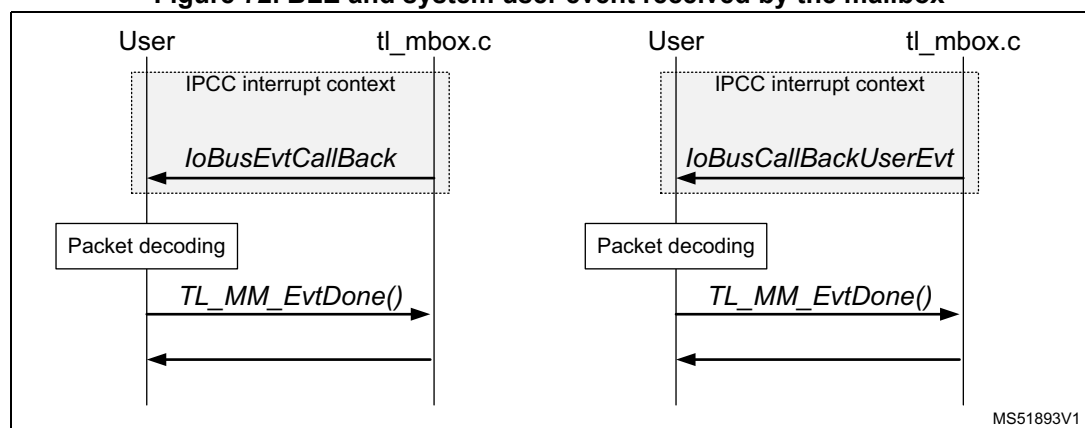 Figure 72. BLE and system user event received by the mailbox
User tl_mbox.c User tl_mbox.c
IPCC interrupt context IPCC interrupt context
IoBusEvtCallBack IoBusCallBackUserEvt
Packet decoding Packet decoding
TL_MM_EvtDone() TL_MM_EvtDone()
MS51893V1